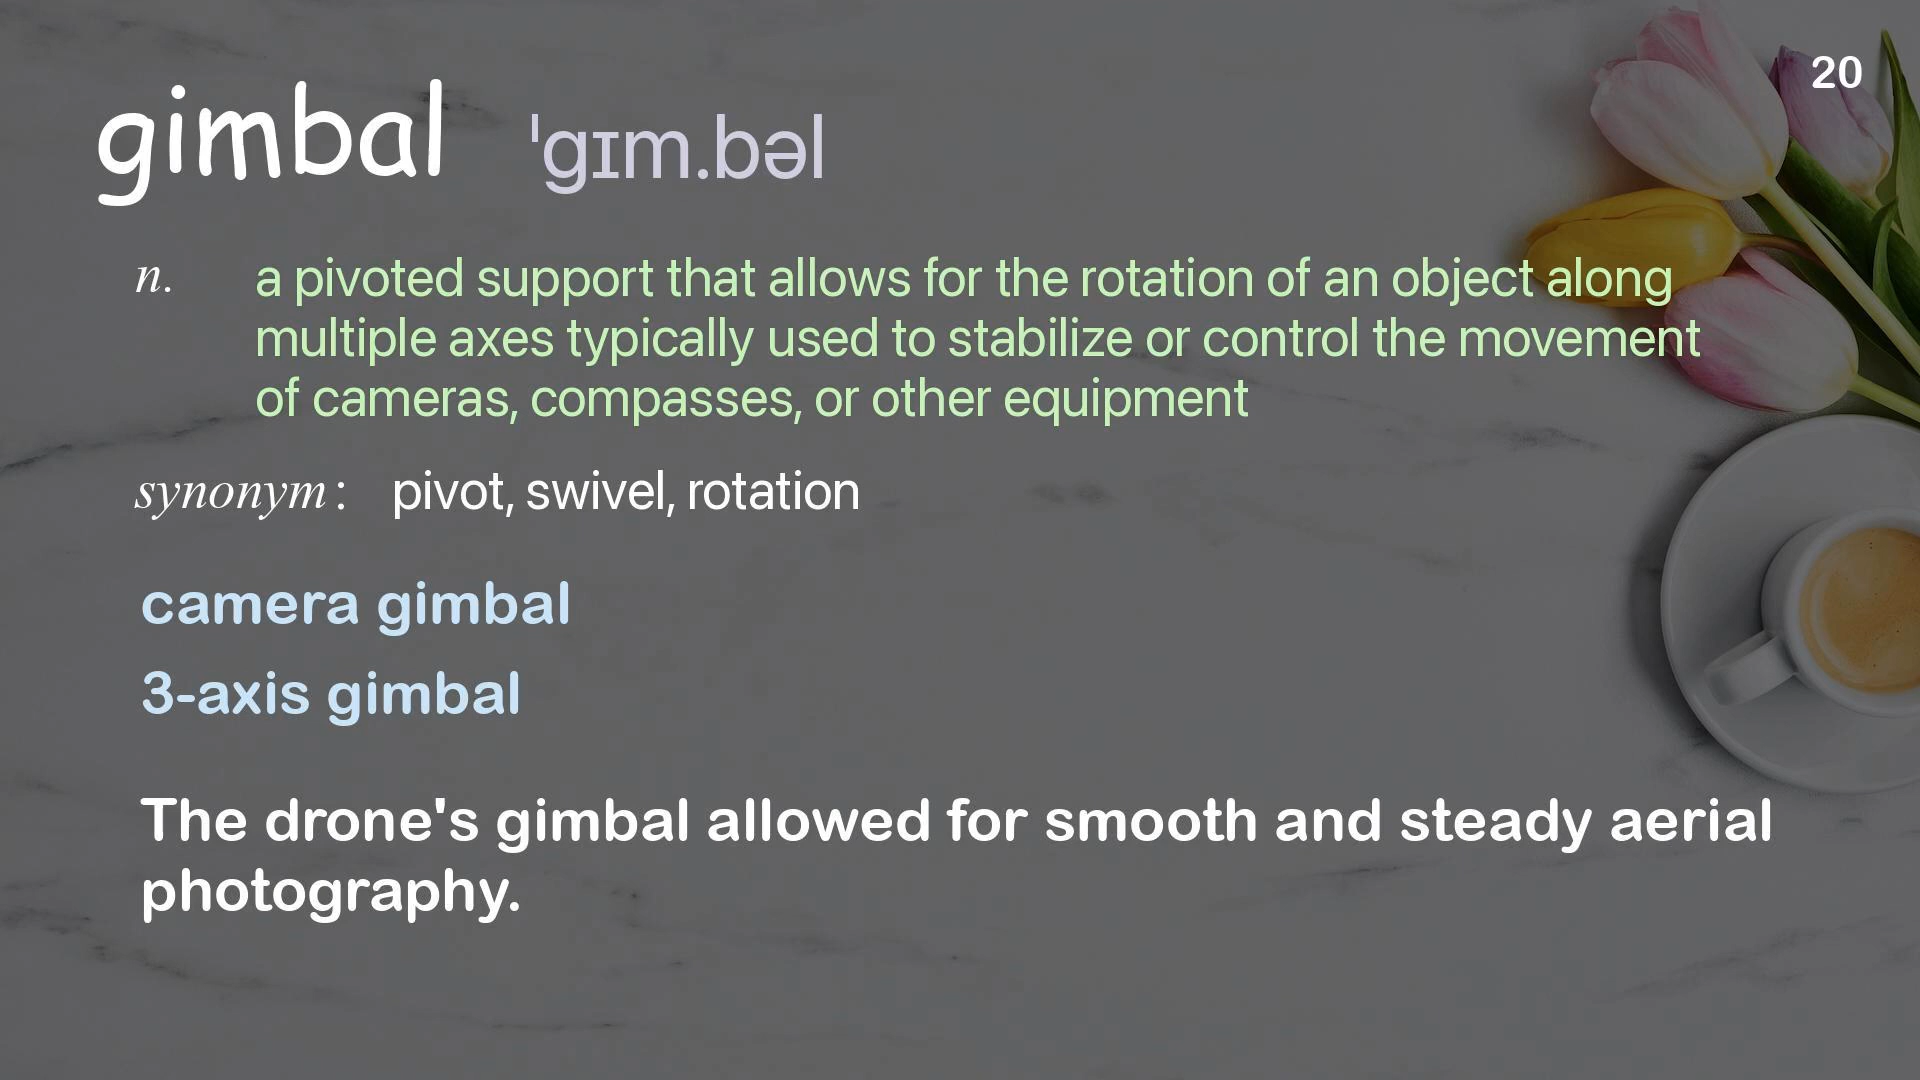 20
gimbal ˈɡɪm.bəl
n. a pivoted support that allows for the rotation of an object along
multiple axes typically used to stabilize or control the movement
of cameras, compasses, or other equipment
synonym: pivot, swivel, rotation
camera gimbal
3-axis gimbal
The drone's gimbal allowed for smooth and steady aerial
photography.